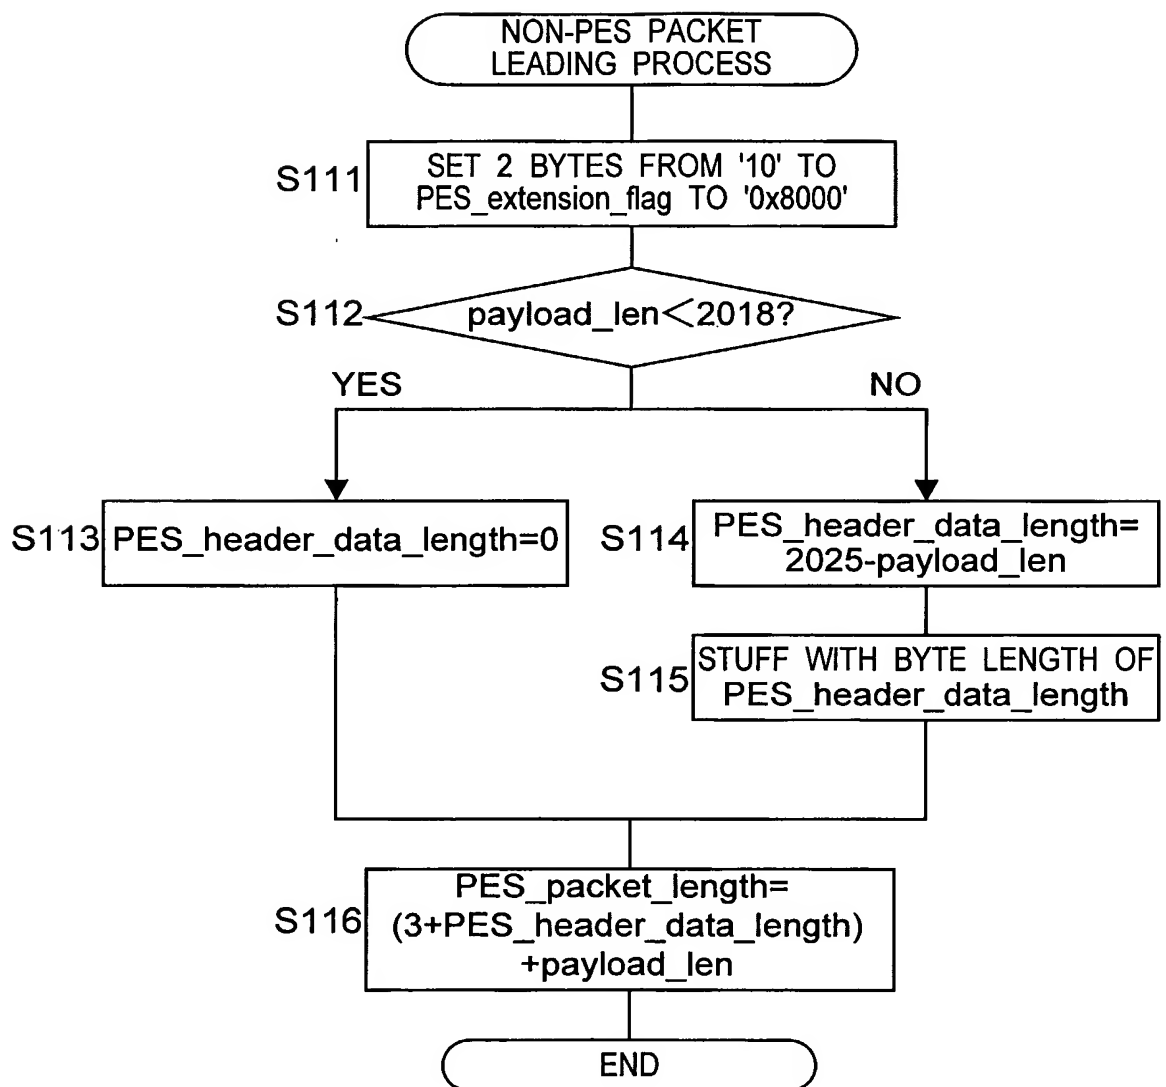 NON-PES PACKET
LEADING PROCESS
S111
SET 2 BYTES FROM '10' TO
PES_extension_flag TO '0x8000'
S112
payload_len<2018?
YES
NO
S113
PES_header_data_length=0
S114
PES_header_data_length=
2025-payload_len
S115
STUFF WITH BYTE LENGTH OF
PES_header_data_length
S116
PES_packet_length=
(3+PES_header_data_length)
+payload_len
END